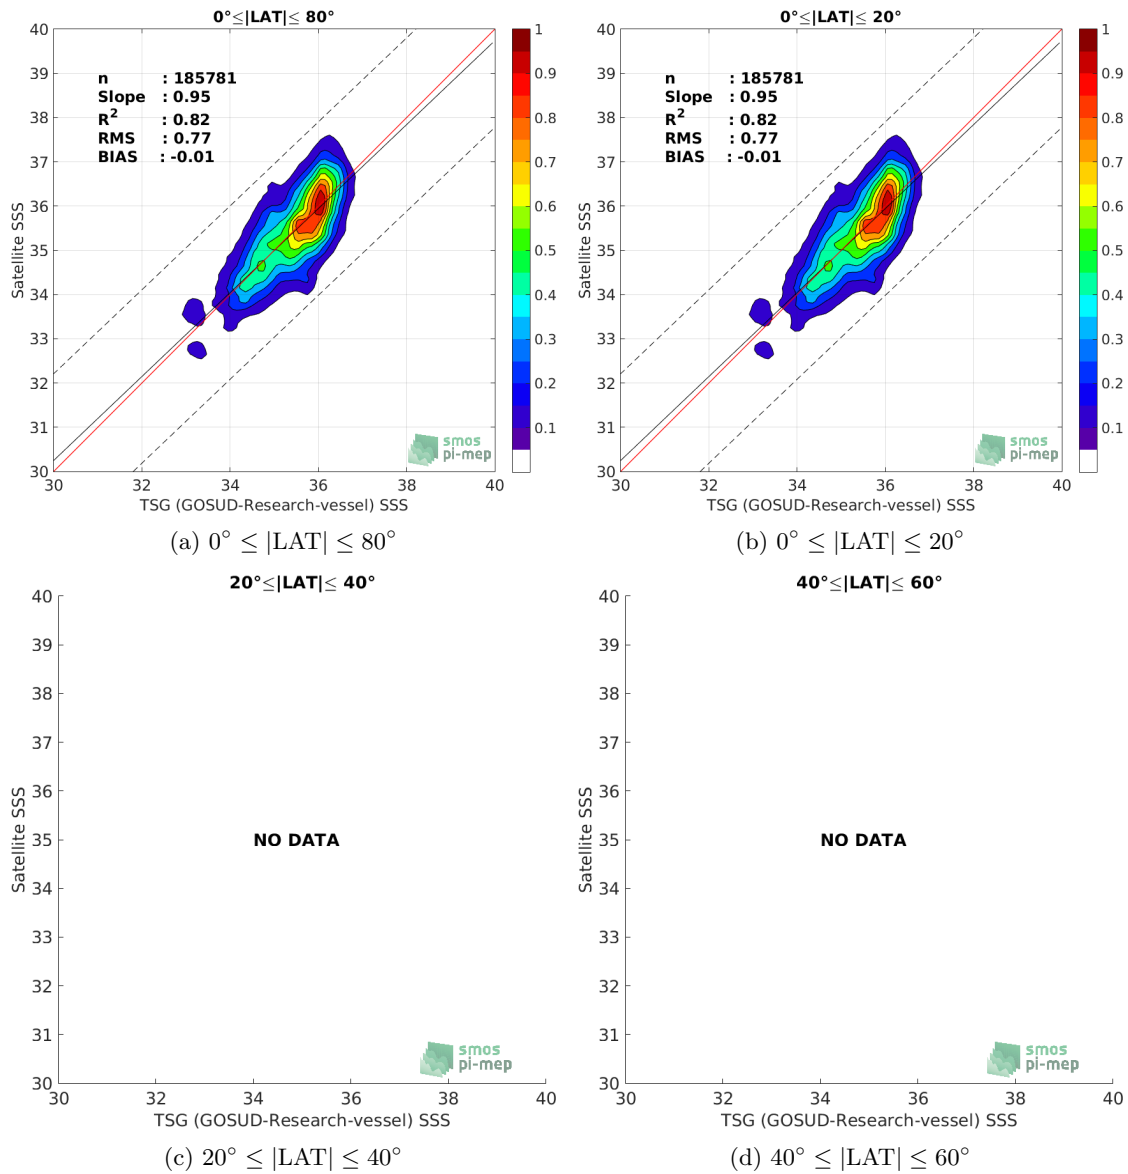 0°≤|LAT|≤ 80°
40
39
38
37
36
35
34
33
32
31
30
Satellite SSS
n : 185781
Slope : 0.95
R2 : 0.82
RMS : 0.77
BIAS : -0.01
smos
pi-mep
30 32 34 36 38 40
TSG (GOSUD-Research-vessel) SSS
1
0.9
0.8
0.7
0.6
0.5
0.4
0.3
0.2
0.1
(a) 0° ≤ |LAT| ≤ 80°
0°≤|LAT|≤ 20°
40
39
38
37
36
35
34
33
32
31
30
Satellite SSS
n : 185781
Slope : 0.95
R2 : 0.82
RMS : 0.77
BIAS : -0.01
smos
pi-mep
30 32 34 36 38 40
TSG (GOSUD-Research-vessel) SSS
1
0.9
0.8
0.7
0.6
0.5
0.4
0.3
0.2
0.1
(b) 0° ≤ |LAT| ≤ 20°
20°≤|LAT|≤ 40°
40
39
38
37
36
35
34
33
32
31
30
Satellite SSS
NO DATA
smos
pi-mep
30 32 34 36 38 40
TSG (GOSUD-Research-vessel) SSS
(c) 20° ≤ |LAT| ≤ 40°
40°≤|LAT|≤ 60°
40
39
38
37
36
35
34
33
32
31
30
Satellite SSS
NO DATA
smos
pi-mep
30 32 34 36 38 40
TSG (GOSUD-Research-vessel) SSS
(d) 40° ≤ |LAT| ≤ 60°